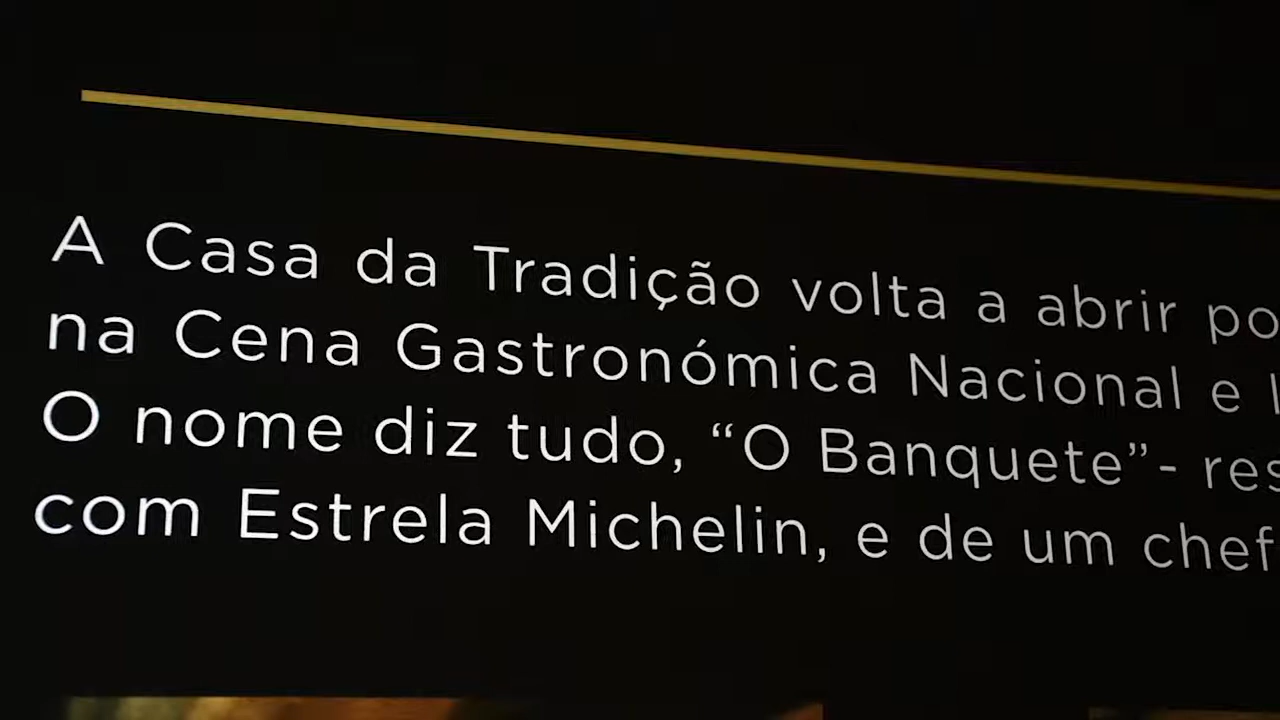 A Casa da Tradição volta a abrir po
na Cena Gastronómica Nacional e
O nome diz tudo, “O Banquete”- res
com Estrela Michelin, e de um chef